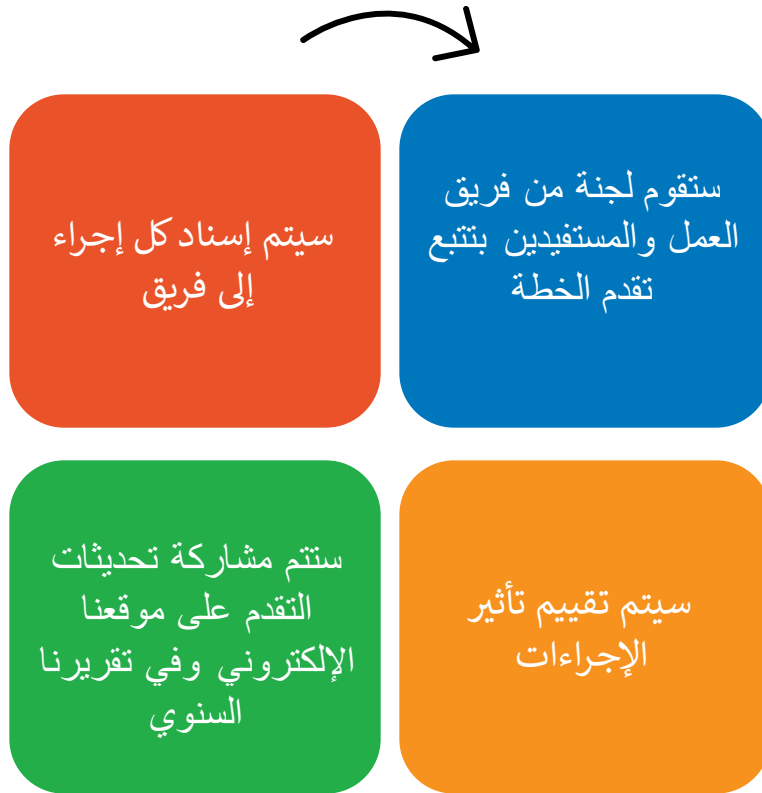 سيتم إسناد كل إجراء
إلى فريق
ستقوم لجنة من فريق
العمل والمستفيدين بتتبع
تقدم الخطة
سيتم تقييم تأثير
الإجراءات
ستتم مشاركة تحديثات
التقدم على موقعنا
الإلكتروني وفي تقريرنا
السنوي